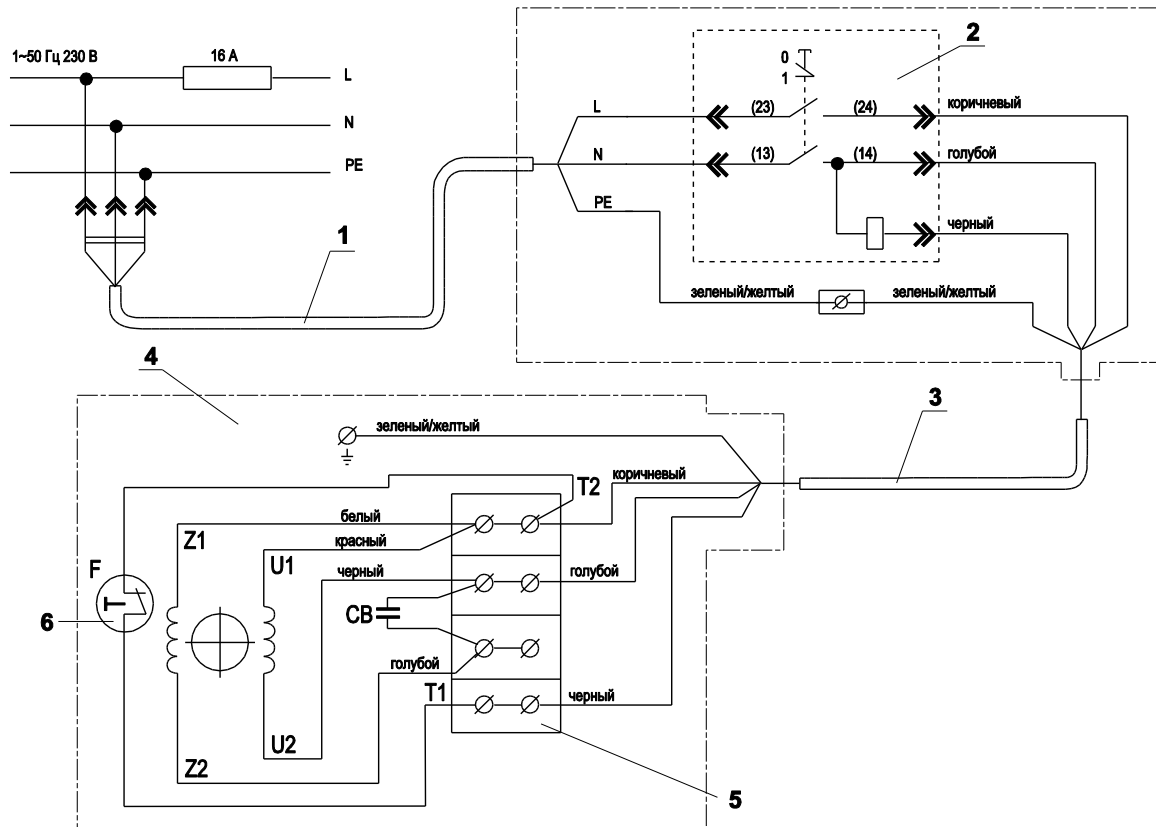 1~50 Гц 230 В
16 А
L
N
PE
1
2
0
1
L
(23)
(24)
коричневый
N
(13)
(14)
голубой
PE
черный
зеленый/желтый
зеленый/желтый
4
3
зеленый/желтый
T2
коричневый
белый
Z1
красный
U1
F
черный
голубой
6
CB
голубой
T1
черный
U2
Z2
5